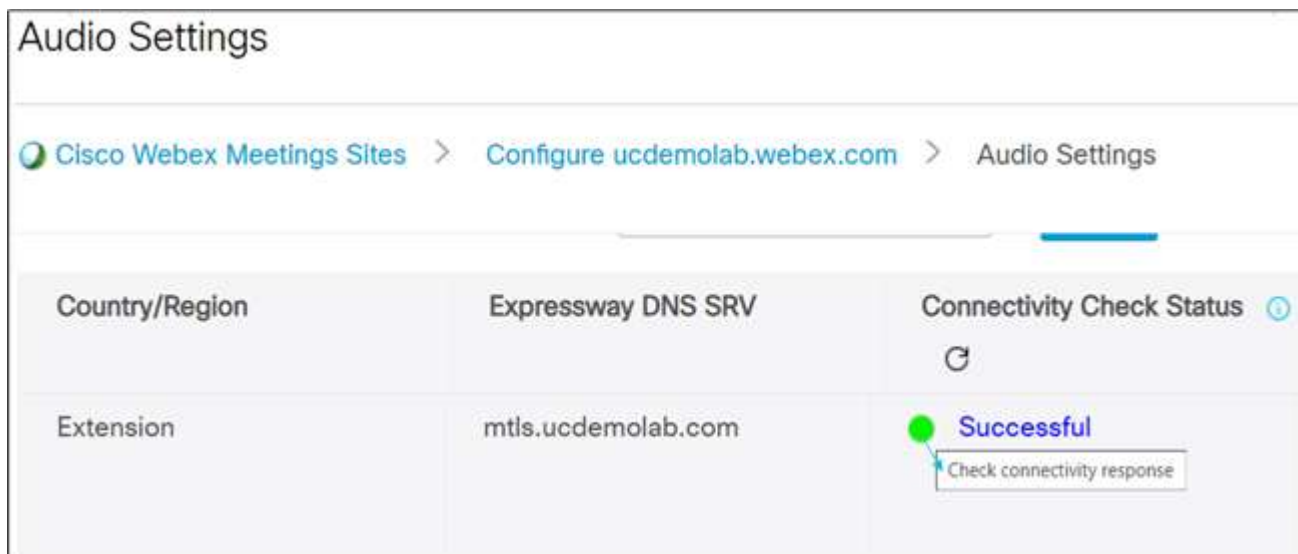 Audio Settings
Cisco Webex Meetings Sites > Configure ucdemolab.webex.com > Audio Settings
Country/Region Expressway DNS SRV Connectivity Check Status
Extension mtls.ucdemolab.com Successful
Check connectivity response